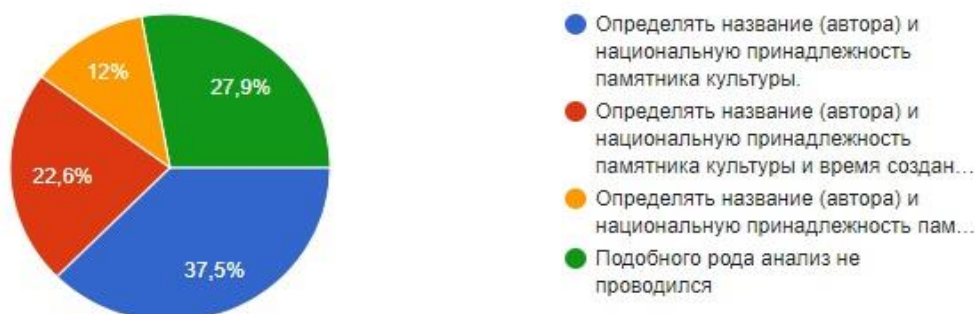 12%
27,9%
22,6%
37,5%
Определять название (автора) и
национальную принадлежность
памятника культуры.
Определять название (автора) и
национальную принадлежность
памятника культуры и время создан…
Определять название (автора) и
национальную принадлежность пам…
Подобного рода анализ не
проводился